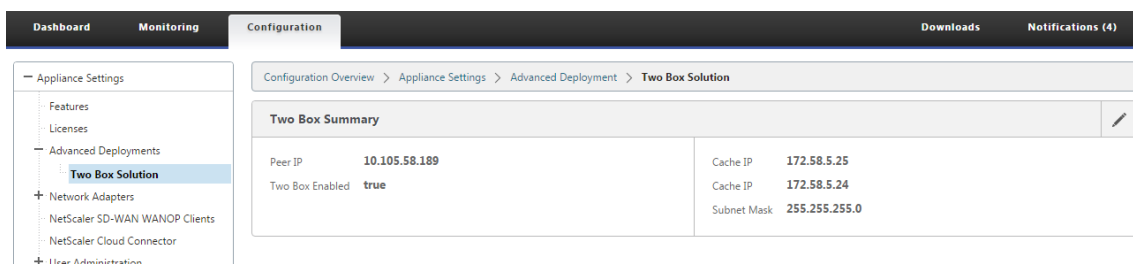 Dashboard Monitoring Configuration Downloads Notifications (4)
Appliance Settings
Features
Licenses
Advanced Deployments
Two Box Solution
Network Adapters
NetScaler SD-WAN WANOP Clients
NetScaler Cloud Connector
User Administration
Configuration Overview > Appliance Settings > Advanced Deployment > Two Box Solution
Two Box Summary
Peer IP 10.105.58.189
Two Box Enabled true
Cache IP 172.58.5.25
Cache IP 172.58.5.24
Subnet Mask 255.255.255.0